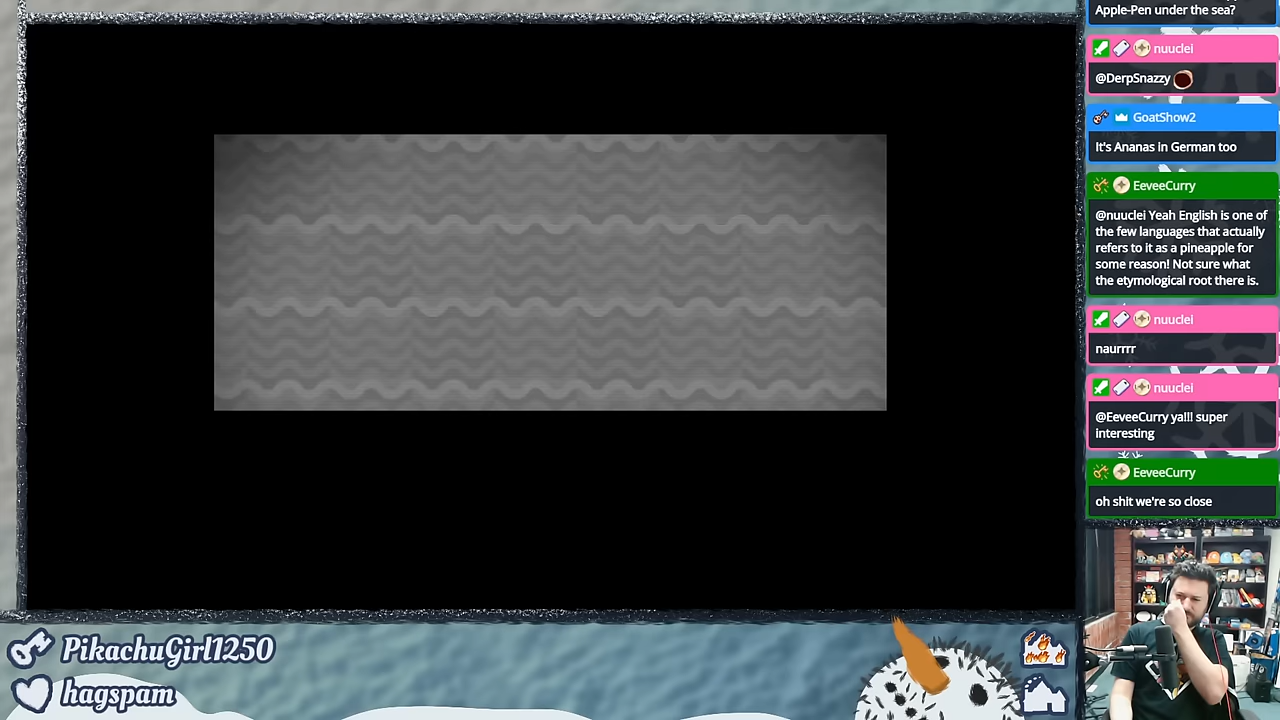 Apple-Pen under the sea?
nuuclei
@DerpSnazzy
GoatShow2
It's Ananas in German too
EeveeCurry
@nuuclei Yeah English is one of
the few languages that actually
refers to it as a pineapple for
some reason! Not sure what
the etymological root there is.
nuuclei
naurrrr
nuuclei
@EeveeCurry ya!!! super
interesting
EeveeCurry
oh shit we're so close
PikachuGirl1250
hagspam